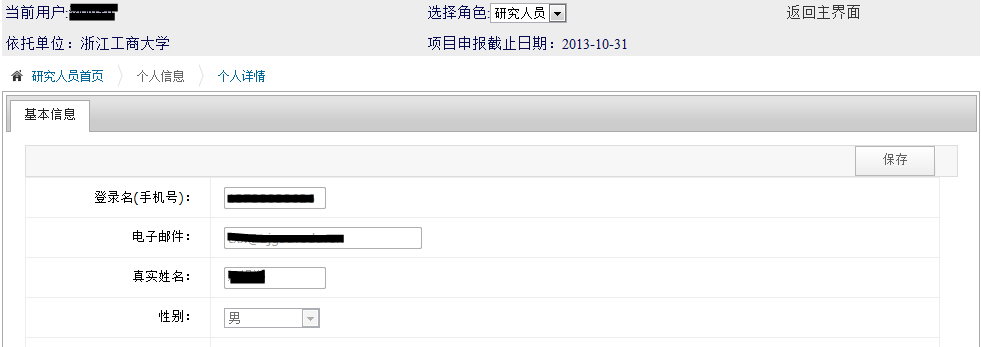 当前用户: 选择角色:研究人员 返回主界面
依托单位：浙江工商大学 项目申报截止日期：2013-10-31
研究人员首页 个人信息 个人详情
基本信息
保存
登录名(手机号)：
电子邮件：
真实姓名：
性别： 男